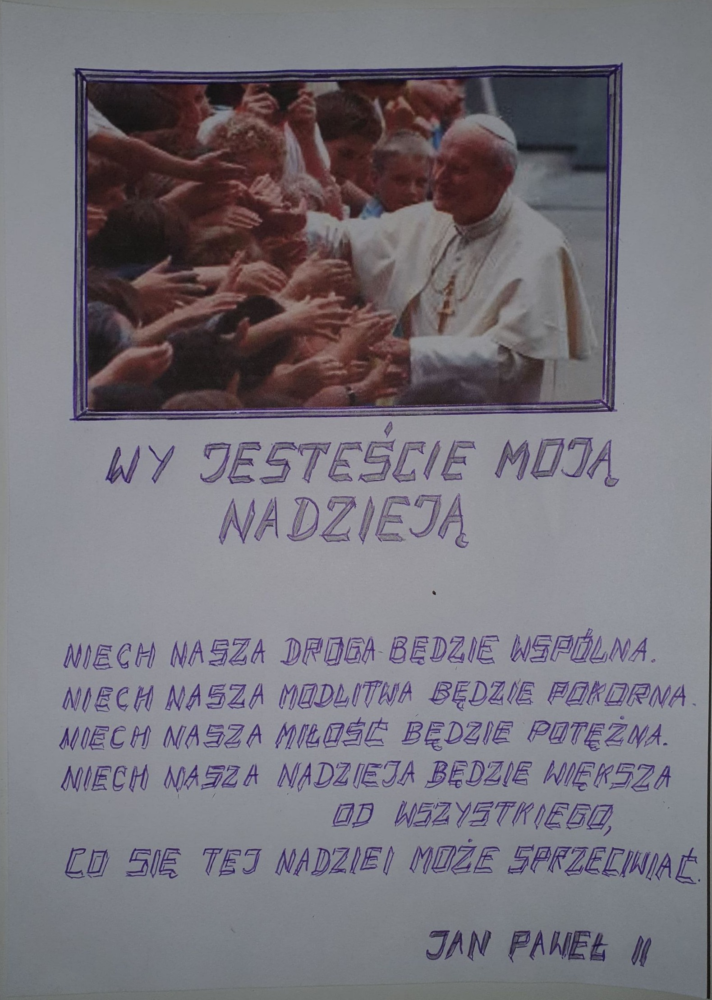 WY JESTEŚCIE MOJĄ
NADZIEJĄ
NIECH NASZA DROGA BĘDZIE WSPÓLNA.
NIECH NASZA MODLITWA BĘDZIE POKORNA.
NIECH NASZA MIŁOŚĆ BĘDZIE POTĘŻNA.
NIECH NASZA NADZIEJA BĘDZIE WIĘKSZA
OD WSZYSTKIEGO,
CO SIĘ TEJ NADZIEI MOŻE SPRZECIWIAĆ.
JAN PAWEŁ II